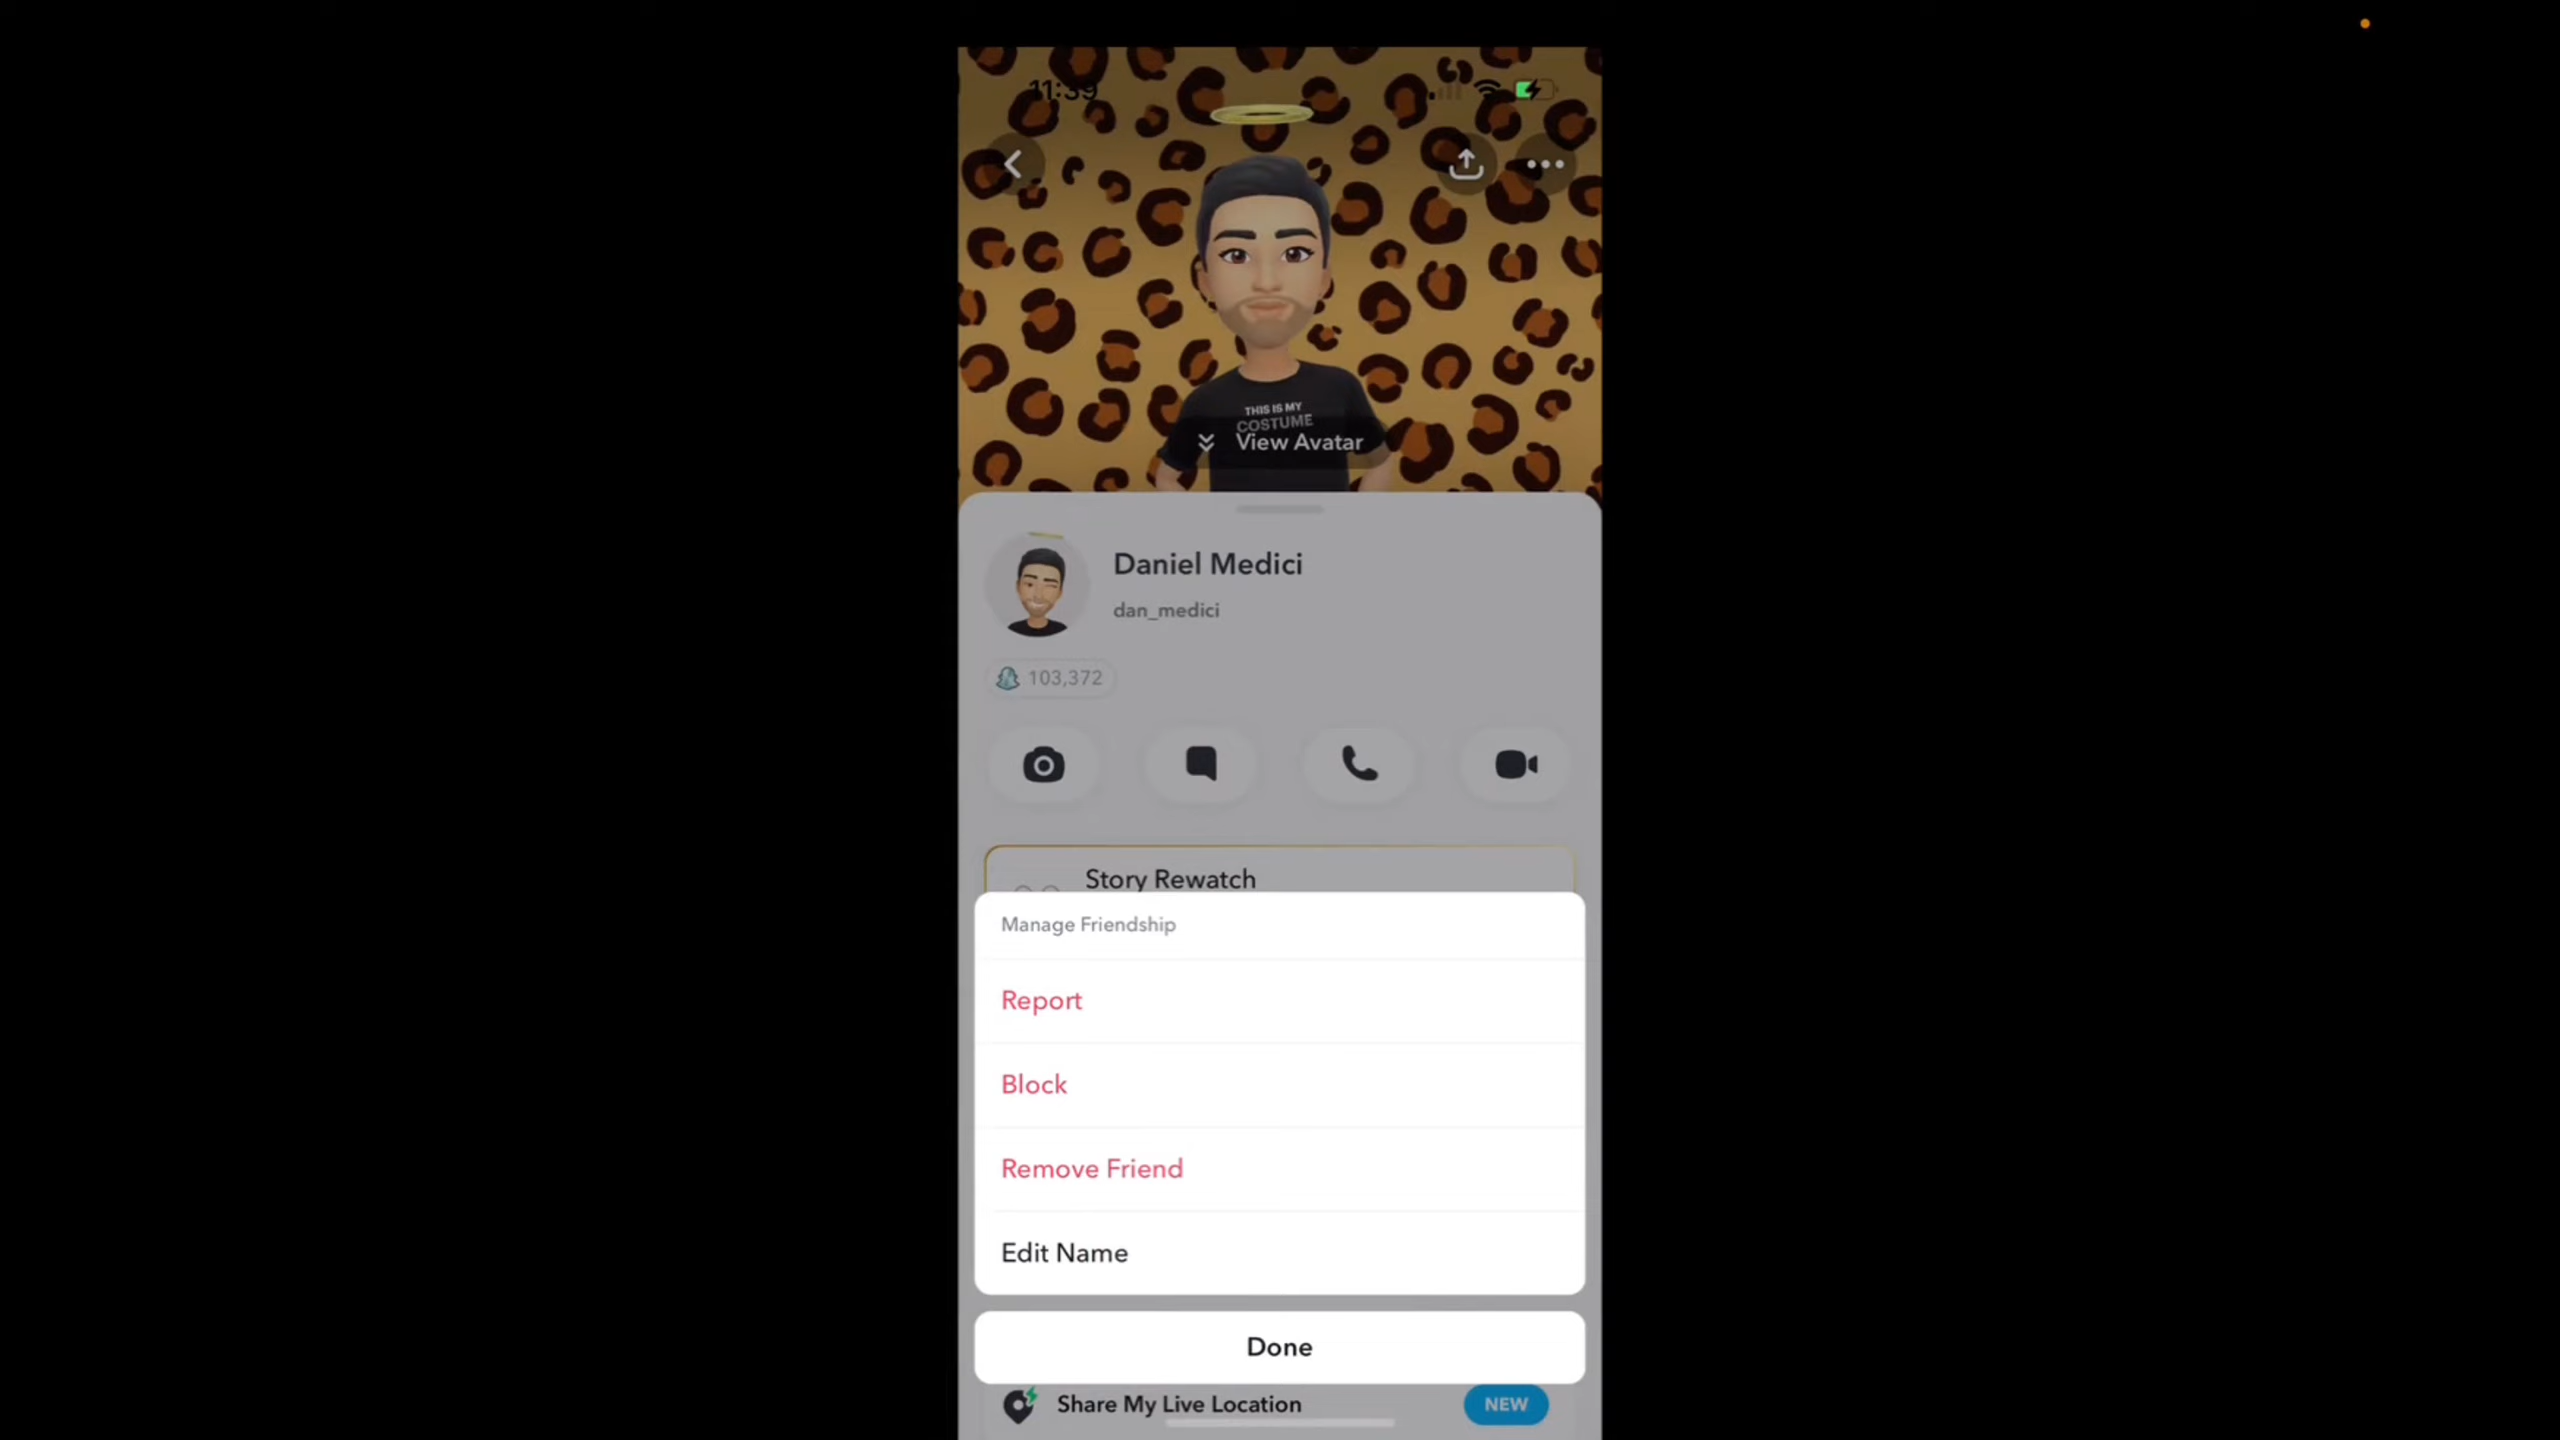 11:39
THIS IS MY
COSTUME
View Avatar
Daniel Medici
dan_medici
103,372
Story Rewatch
Manage Friendship
Report
Block
Remove Friend
Edit Name
Done
Share My Live Location
NEW